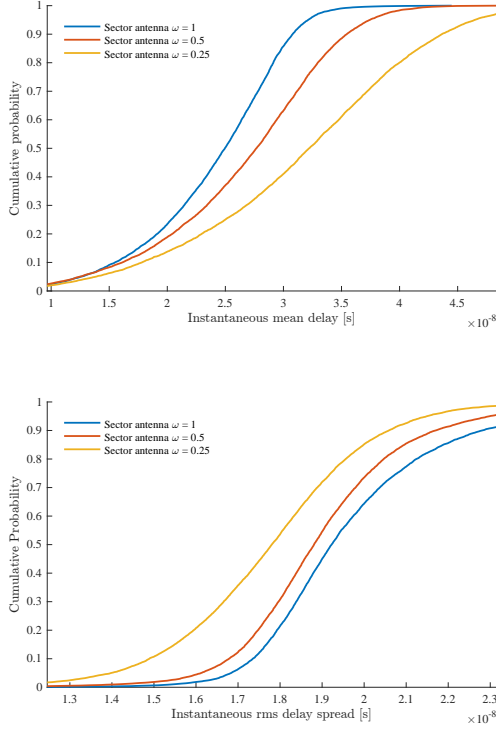 1
0.9
0.8
0.7
0.6
0.5
0.4
0.3
0.2
0.1
0
Cumulative probability
Sector antenna ω = 1
Sector antenna ω = 0.5
Sector antenna ω = 0.25
1 1.5 2 2.5 3 3.5 4 4.5
Instantaneous mean delay [s]
×10-8
1
0.9
0.8
0.7
0.6
0.5
0.4
0.3
0.2
0.1
0
Cumulative Probability
Sector antenna ω = 1
Sector antenna ω = 0.5
Sector antenna ω = 0.25
1.3 1.4 1.5 1.6 1.7 1.8 1.9 2 2.1 2.2 2.3
Instantaneous rms delay spread [s]
×10-8